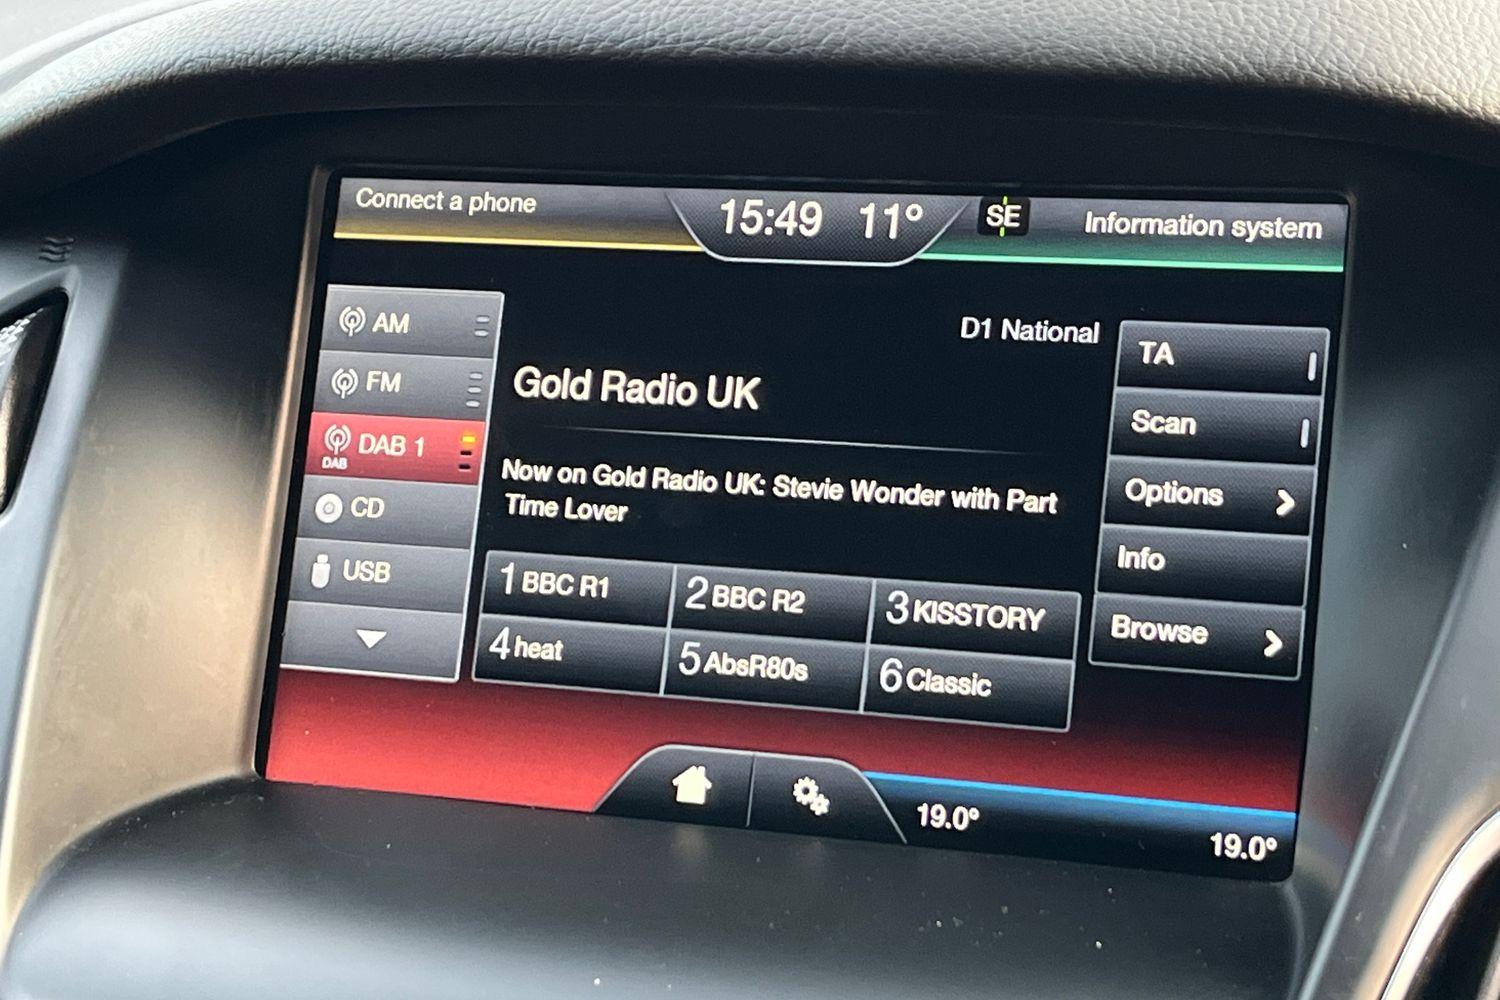 Connect a phone
15:49 11°
SE
Information system
AM
FM
DAB
DAB 1
CD
USB
D1 National
Gold Radio UK
Now on Gold Radio UK: Stevie Wonder with Part
Time Lover
1 BBC R1
2 BBC R2
3 KISSTORY
4 heat
5 AbsR80s
6 Classic
TA
Scan
Options
Info
Browse
19.0°
19.0°